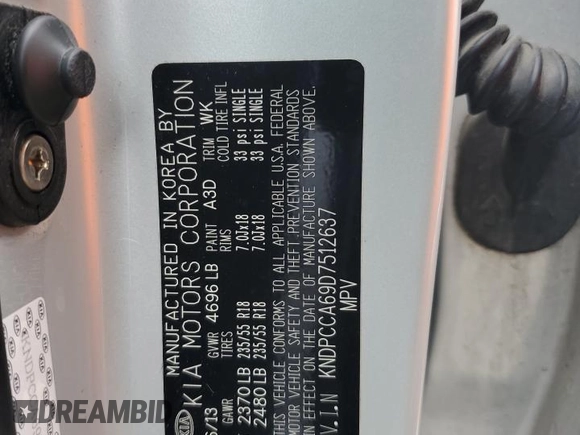 MANUFACTURED IN KOREA BY
KIA KIA MOTORS CORPORATION
/13 GVWR 4696 LB PAINT A3D TRIM WK
GAWR TIRES RIMS COLD TIRE INFL
2370 LB 235/55 R18 7.0Jx18 33 psi SINGLE
2480 LB 235/55 R18 7.0Jx18 33 psi SINGLE
THIS VEHICLE CONFORMS TO ALL APPLICABLE U.S.A. FEDERAL
MOTOR VEHICLE SAFETY AND THEFT PREVENTION STANDARDS
IN EFFECT ON THE DATE OF MANUFACTURE SHOWN ABOVE.
V.I.N KNDPCCA69D7512637
MPV
DREAMBID